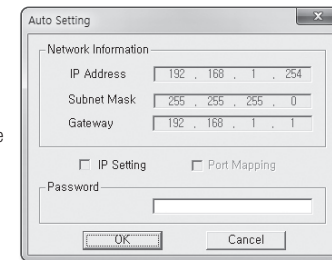 Auto Setting
Network Information
IP Address 192 . 168 . 1 . 254
Subnet Mask 255 . 255 . 255 . 0
Gateway 192 . 168 . 1 . 1
e
IP Setting Port Mapping
Password
OK Cancel